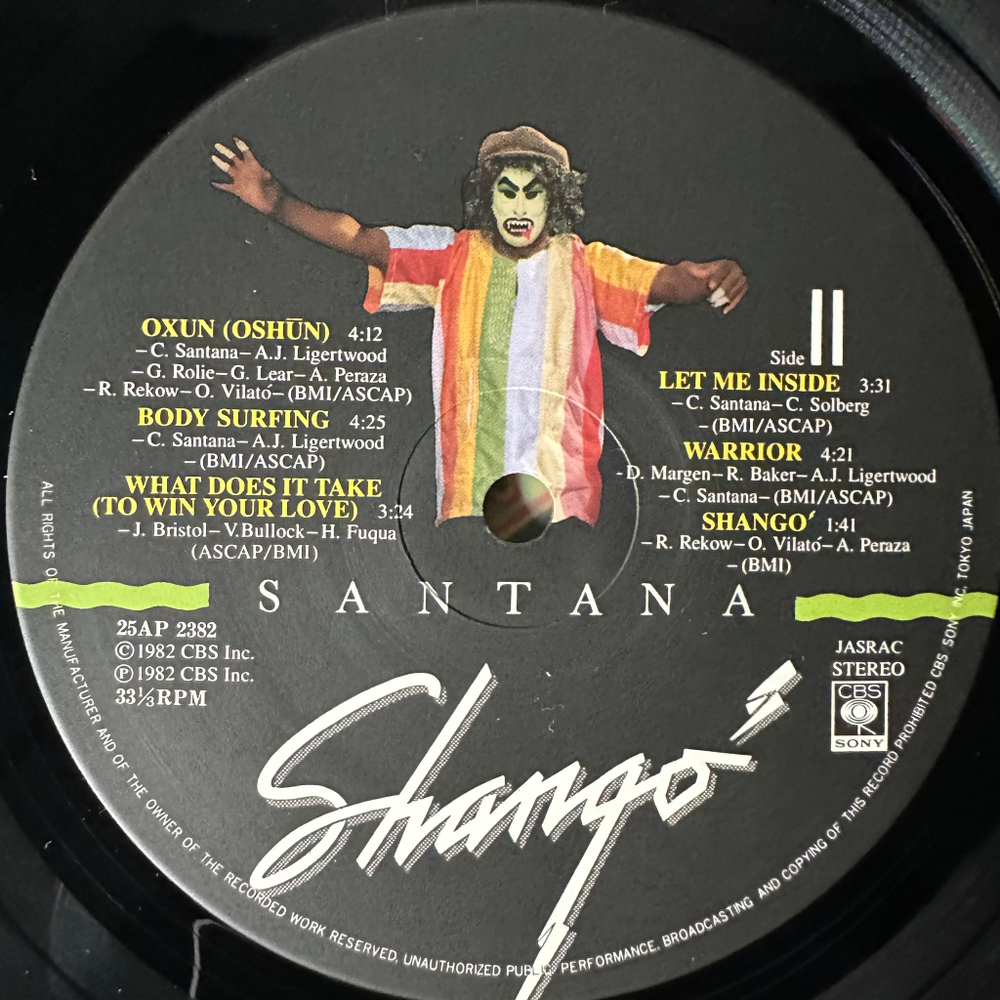 OXUN (OSHŪN) 4:12
–C. Santana–A.J. Ligertwood
–G. Rolie–G. Lear–A. Peraza
–R. Rekow–O. Vilató–(BMI/ASCAP)
BODY SURFING 4:25
–C. Santana–A.J. Ligertwood
–(BMI/ASCAP)
WHAT DOES IT TAKE
(TO WIN YOUR LOVE) 3:24
–J. Bristol–V.Bullock–H. Fuqua
(ASCAP/BMI)
Side II
LET ME INSIDE 3:31
–C. Santana–C. Solberg
–(BMI/ASCAP)
WARRIOR 4:21
-D. Margen–R. Baker–A.J. Ligertwood
–C. Santana–(BMI/ASCAP)
SHANGO´ 1:41
–R. Rekow–O. Vilató–A. Peraza
–(BMI)
SANTANA
25AP 2382
©1982 CBS Inc.
℗1982 CBS Inc.
33⅓RPM
JASRAC
STEREO
CBS
SONY
Shangó
ALL RIGHTS OF THE MANUFACTURER AND OF THE OWNER OF THE RECORDED WORK RESERVED. UNAUTHORIZED PUBLIC PERFORMANCE. BROADCASTING AND COPYING OF THIS RECORD PROHIBITED CBS SONY INC. TOKYO JAPAN